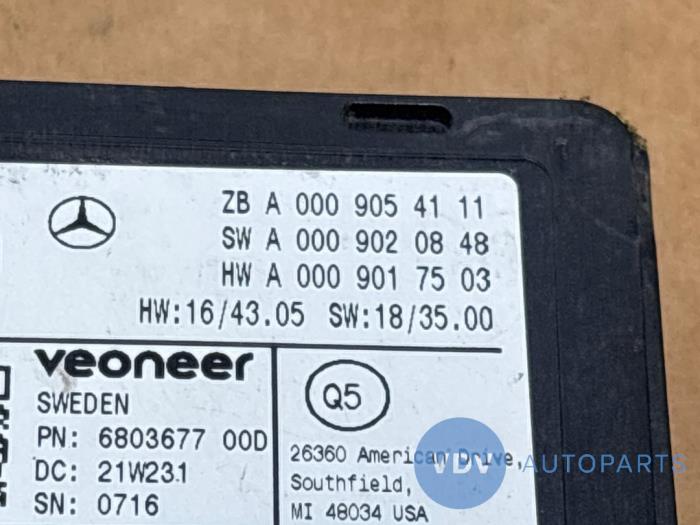 ZB A 000 905 41 11
SW A 000 902 08 48
HW A 000 901 75 03
HW:16/43.05 SW:18/35.00
veoneer
SWEDEN
PN: 6803677 00D
DC: 21W231
SN: 0716
Q5
26360 American Drive,
Southfield,
MI 48034 USA
VDV AUTOPARTS